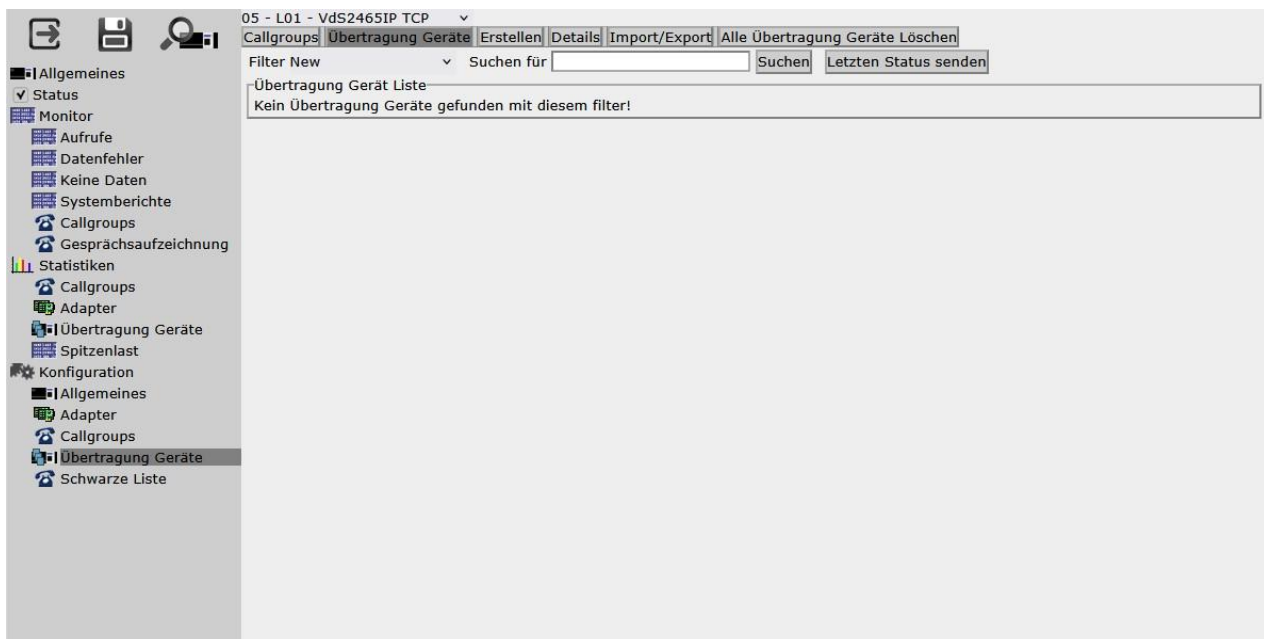 05 - L01 - VdS2465IP TCP
Callgroups Übertragung Geräte Erstellen Details Import/Export Alle Übertragung Geräte Löschen
Filter New Suchen für Suchen Letzten Status senden
Übertragung Gerät Liste
Kein Übertragung Geräte gefunden mit diesem filter!
Allgemeines
Status
Monitor
Aufrufe
Datenfehler
Keine Daten
Systemberichte
Callgroups
Gesprächsaufzeichnung
Statistiken
Callgroups
Adapter
Übertragung Geräte
Spitzenlast
Konfiguration
Allgemeines
Adapter
Callgroups
Übertragung Geräte
Schwarze Liste